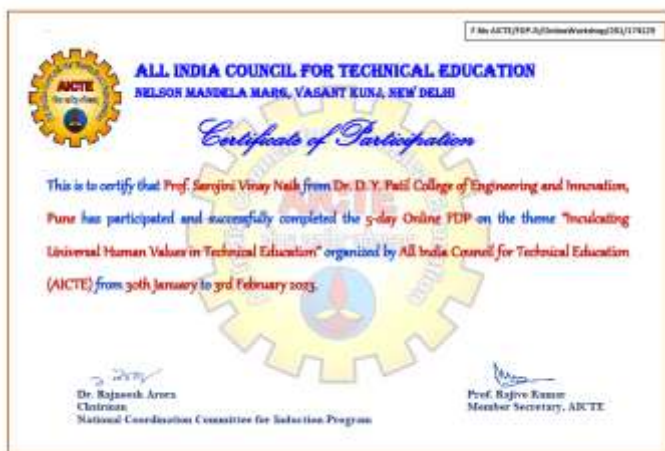 ALL INDIA COUNCIL FOR TECHNICAL EDUCATION
NELSON MANDELA MARG, VASANT KUNJ, NEW DELHI
Certificate of Participation
This is to certify that Prof. Sarojini Vinay Naik from Dr. D. Y. Patil College of Engineering and Innovation,
Pune has participated and successfully completed the 5-day Online FDP on the theme "Inculcating
Universal Human Values in Technical Education" organized by All India Council for Technical Education
(AICTE) from 30th January to 3rd February 2023.
AICTE
Dr. Rajneesh Arora
Chairman
National Coordination Committee for Induction Program
Prof. Rajive Kumar
Member Secretary, AICTE